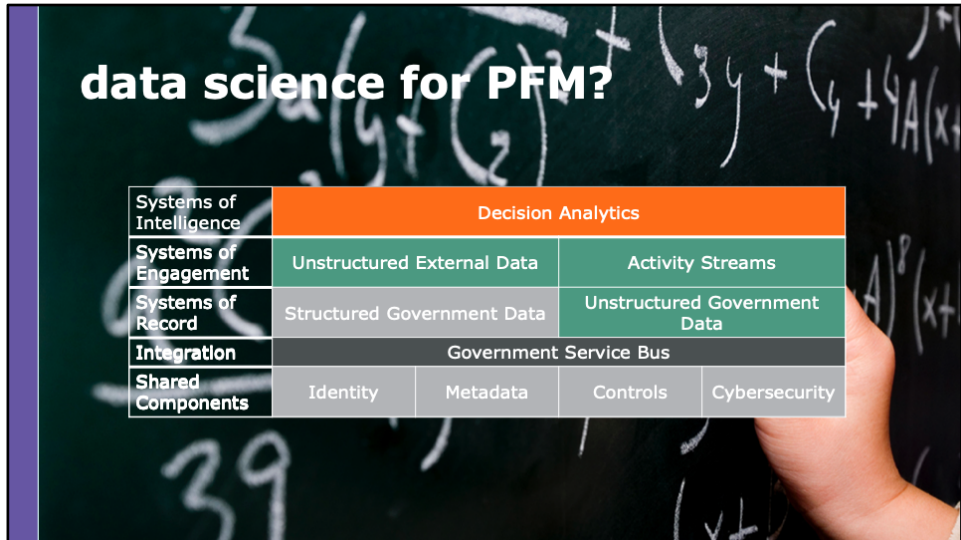 data science for PFM?
Systems of
Intelligence
Decision Analytics
Systems of
Engagement
Unstructured External Data
Activity Streams
Systems of
Record
Structured Government Data
Unstructured Government
Data
Integration
Government Service Bus
Shared
Components
Identity
Metadata
Controls
Cybersecurity
39